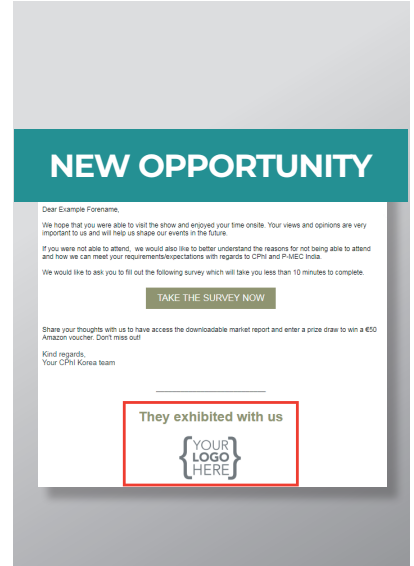 NEW OPPORTUNITY
Dear Example Forename,
We hope that you were able to visit the show and enjoyed your time onsite. Your views and opinions are very
important to us and will help us shape our events in the future.
If you were not able to attend, we would also like to better understand the reasons for not being able to attend
and how we can meet your requirements/expectations with regards to CPhI and P-MEC India.
We would like to ask you to fill out the following survey which will take you less than 10 minutes to complete.
TAKE THE SURVEY NOW
Share your thoughts with us to have access the downloadable market report and enter a prize draw to win a €50
Amazon voucher. Don't miss out!
Kind regards,
Your CPhI Korea team
They exhibited with us
{YOUR
LOGO
HERE}